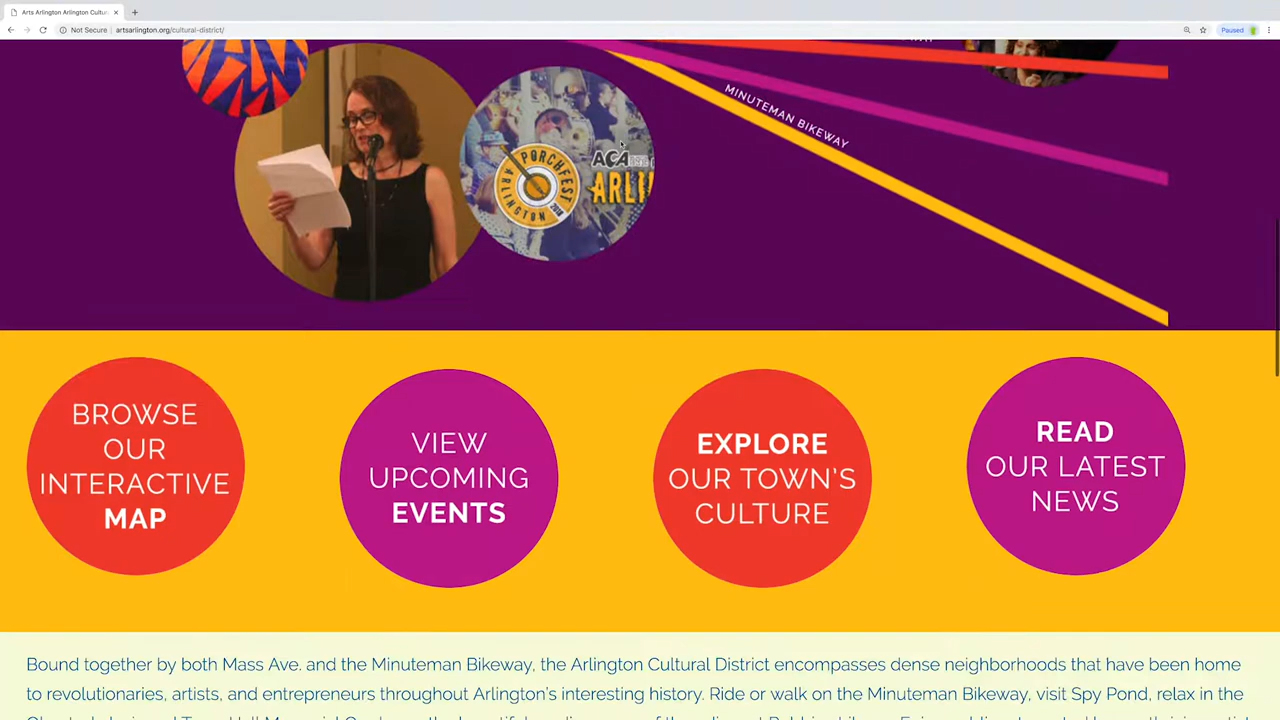 Arts Arlington Arlington Cultur
Not Secure
artsarlington.org/cultural-district/
Paused
MINUTEMAN BIKEWAY
PORCHFEST
ARLINGTON
ACA
ARLI
BROWSE
OUR
INTERACTIVE
MAP
VIEW
UPCOMING
EVENTS
EXPLORE
OUR TOWN'S
CULTURE
READ
OUR LATEST
NEWS
Bound together by both Mass Ave. and the Minuteman Bikeway, the Arlington Cultural District encompasses dense neighborhoods that have been home
to revolutionaries, artists, and entrepreneurs throughout Arlington's interesting history. Ride or walk on the Minuteman Bikeway, visit Spy Pond, relax in the